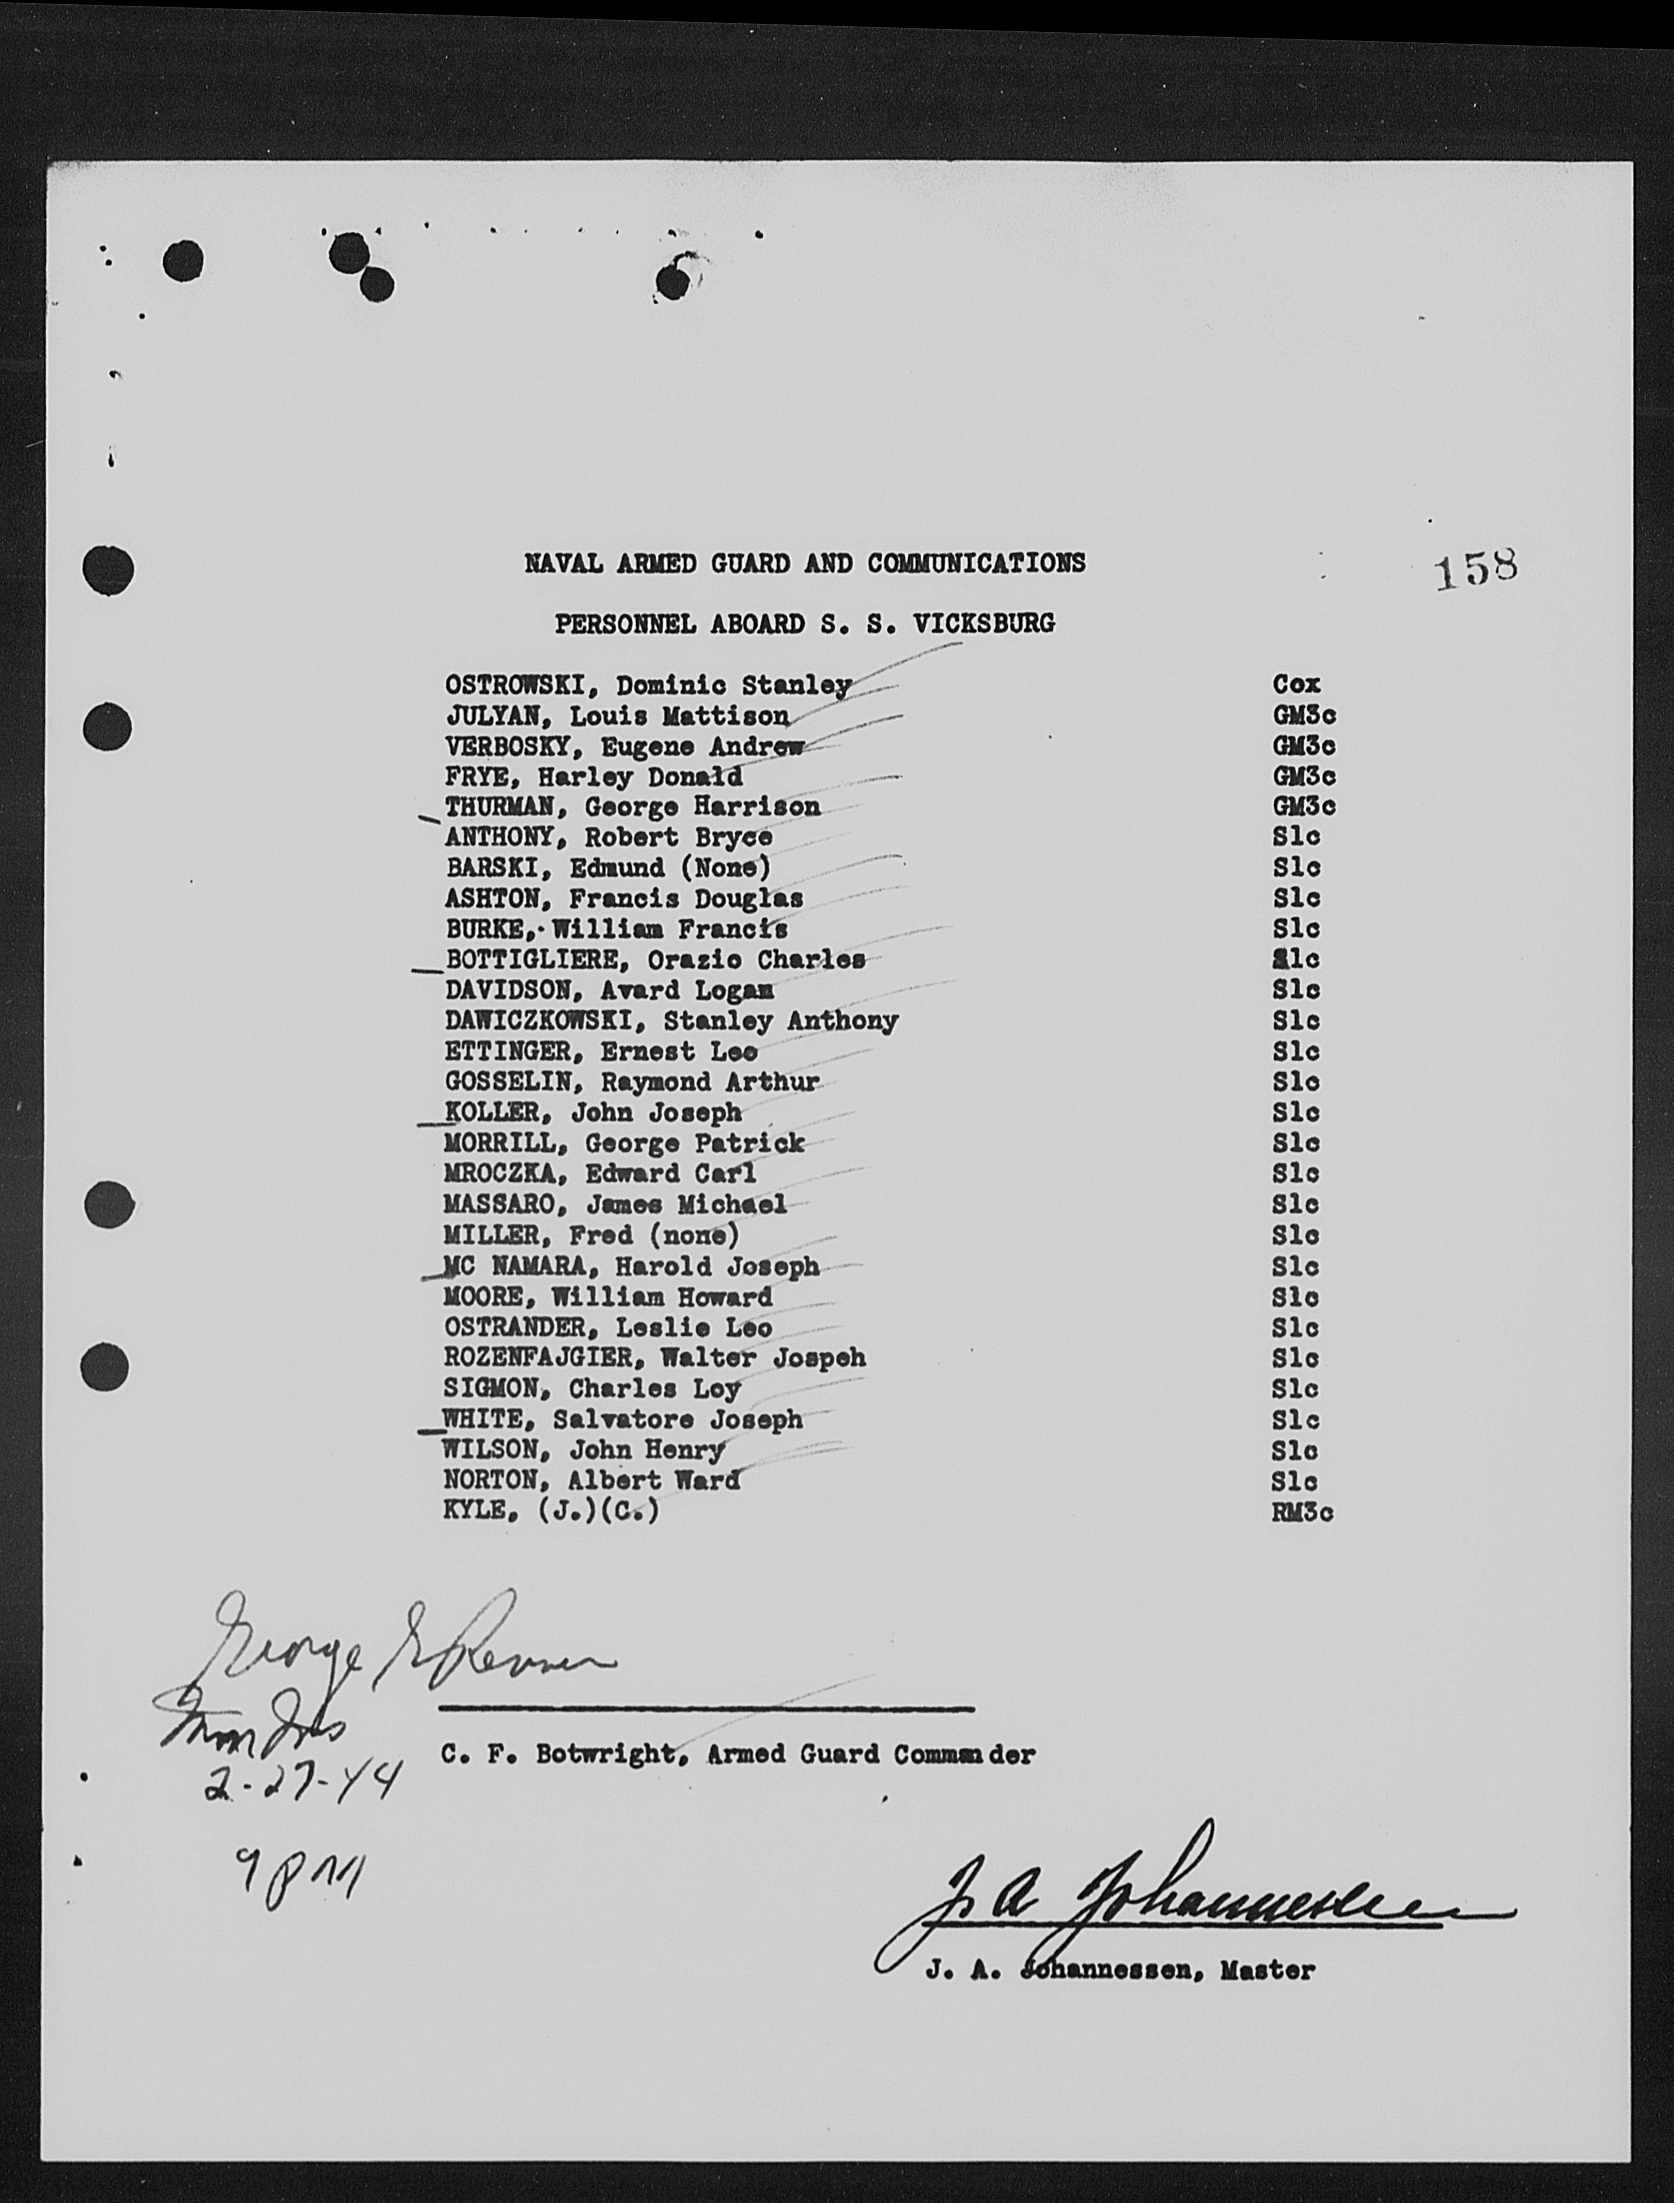 NAVAL ARMED GUARD AND COMMUNICATIONS
158
PERSONNEL ABOARD S. S. VICKSBURG
OSTROWSKI, Dominic Stanley Cox
JULYAN, Louis Mattison GM3c
VERBOSKY, Eugene Andrew GM3c
FRYE, Harley Donald GM3c
THURMAN, George Harrison GM3c
ANTHONY, Robert Bryce S1c
BARSKI, Edmund (None) S1c
ASHTON, Francis Douglas S1c
BURKE, William Francis S1c
BOTTIGLIERE, Orazio Charles S1c
DAVIDSON, Avard Logan S1c
DAWICZKOWSKI, Stanley Anthony S1c
ETTINGER, Ernest Leo S1c
GOSSELIN, Raymond Arthur S1c
KOLLER, John Joseph S1c
MORRILL, George Patrick S1c
MROCZKA, Edward Carl S1c
MASSARO, James Michael S1c
MILLER, Fred (none) S1c
MC NAMARA, Harold Joseph S1c
MOORE, William Howard S1c
OSTRANDER, Leslie Leo S1c
ROZENFAJGIER, Walter Jospeh S1c
SIGMON, Charles Loy S1c
WHITE, Salvatore Joseph S1c
WILSON, John Henry S1c
NORTON, Albert Ward S1c
KYLE, (J.)(C.) RM3c
George E Renner
Imm Ins
2-27-44
C. F. Botwright, Armed Guard Commander
9 PM
J. A. Johannessen
J. A. Johannessen, Master